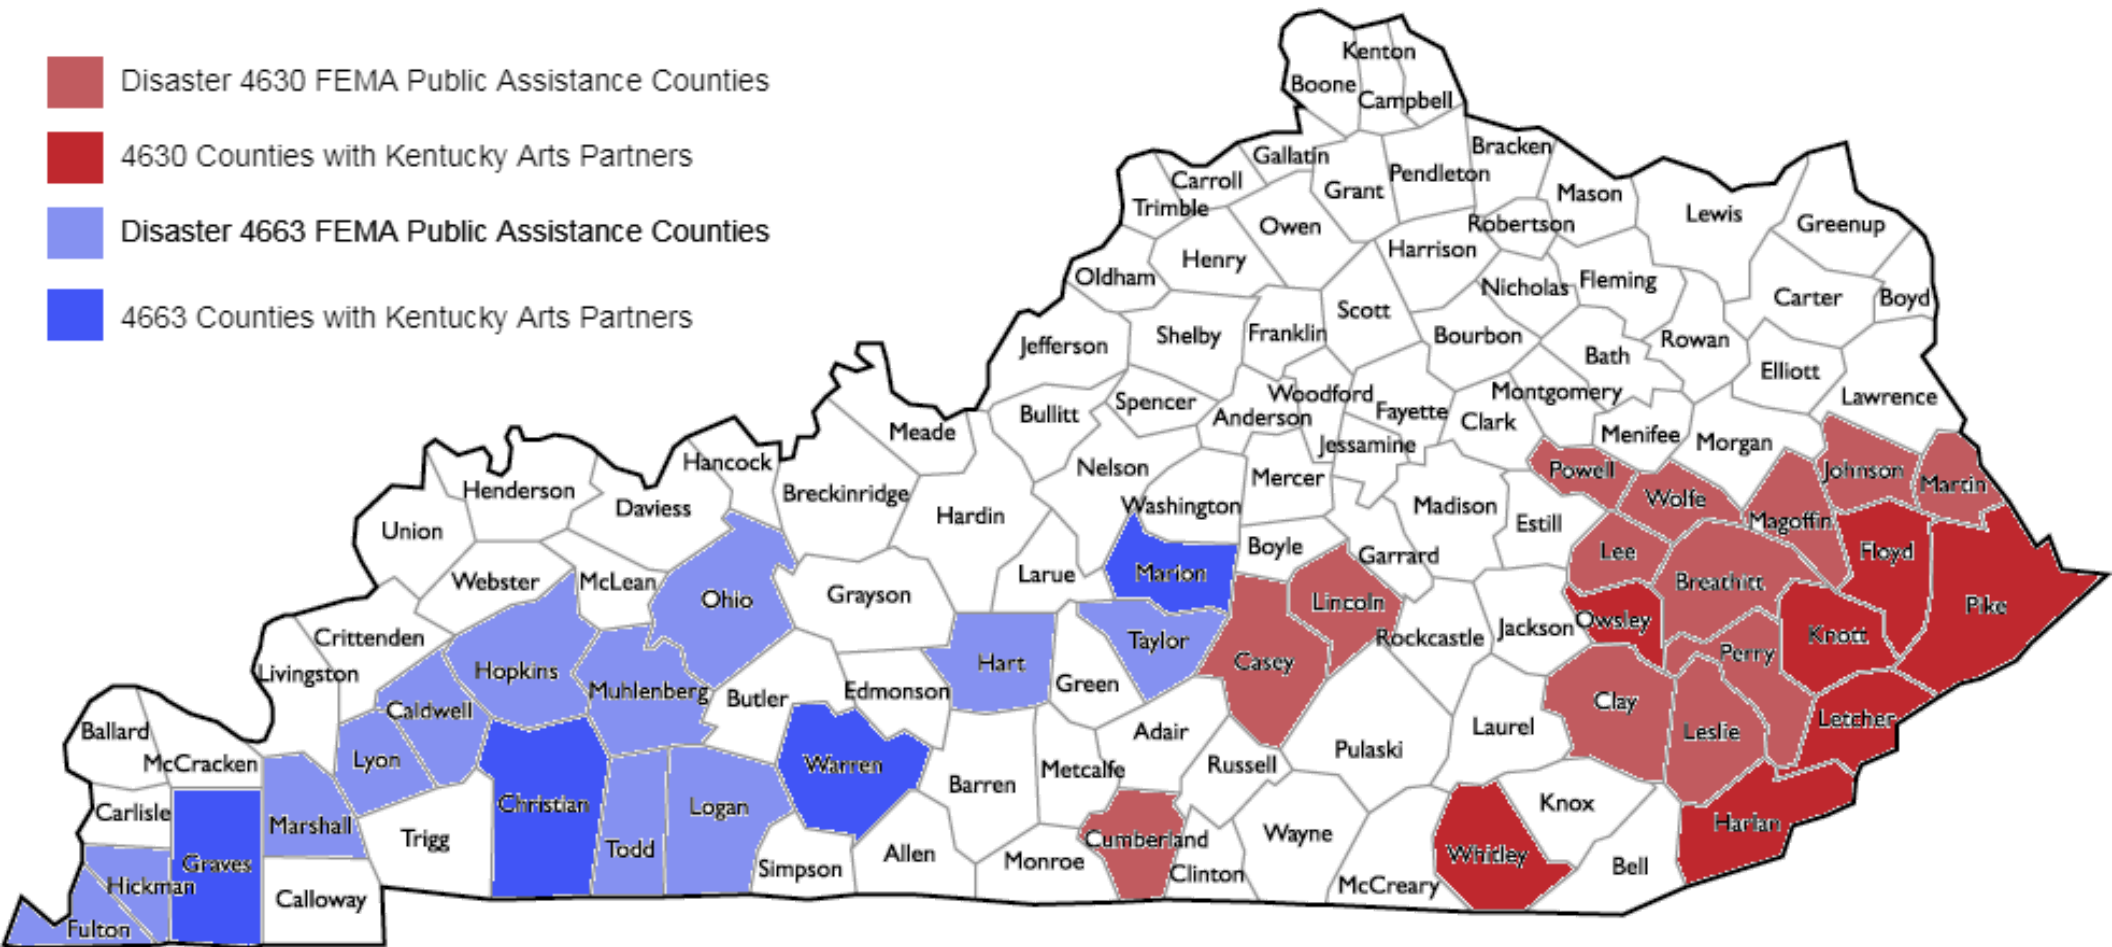 Disaster 4630 FEMA Public Assistance Counties
4630 Counties with Kentucky Arts Partners
Disaster 4663 FEMA Public Assistance Counties
4663 Counties with Kentucky Arts Partners
Kenton
Boone
Campbell
Bracken
Gallatin
Pendleton
Carroll
Grant
Mason
Trimble
Lewis
Owen
Robertson
Greenup
Harrison
Henry
Oldham
Nicholas
Fleming
Carter
Boyd
Scott
Shelby
Franklin
Bourbon
Rowan
Jefferson
Bath
Elliott
Woodford
Montgomery
Lawrence
Spencer
Bullitt
Anderson
Fayette
Clark
Meade
Jessamine
Menifee
Morgan
Hancock
Nelson
Powell
Johnson
Mercer
Martin
Henderson
Breckinridge
Wolfe
Washington
Madison
Daviess
Hardin
Estill
Magoffin
Union
Boyle
Garrard
Lee
Floyd
Larue
Marion
Webster
McLean
Breathitt
Grayson
Ohio
Lincoln
Pike
Owsley
Jackson
Crittenden
Rockcastle
Knott
Taylor
Perry
Hart
Casey
Livingston
Hopkins
Green
Muhlenberg
Edmonson
Butler
Clay
Caldwell
Letcher
Laurel
Ballard
Adair
Leslie
Pulaski
Lyon
McCracken
Warren
Russell
Metcalfe
Barren
Christian
Logan
Knox
Carlisle
Marshall
Harlan
Wayne
Trigg
Cumberland
Todd
Allen
Whitley
Monroe
Graves
Simpson
Bell
Clinton
Hickman
McCreary
Calloway
Fulton